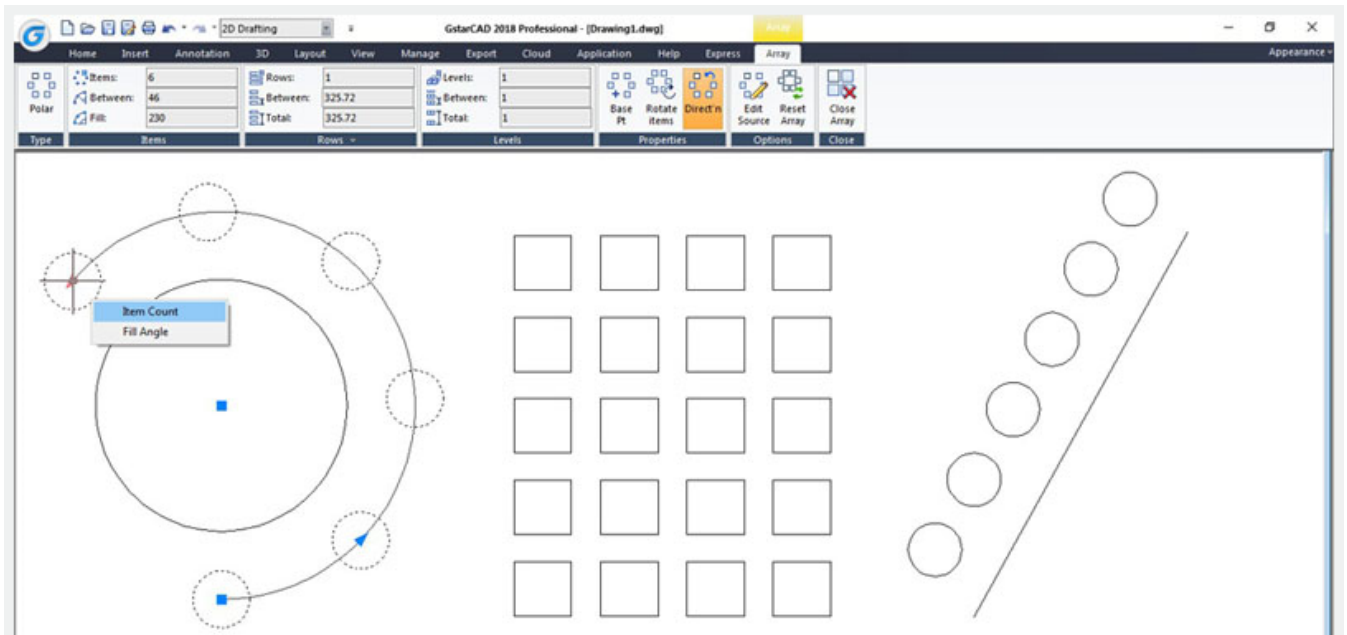 2D Drafting GstarCAD 2018 Professional - [Drawing1.dwg] Array
Home Insert Annotation 3D Layout View Manage Export Cloud Application Help Express Array Appearance
Items: 6 Rows: 1 Levels: 1
Between: 46 Between: 325.72 Between: 1
Fill: 230 Total: 325.72 Total: 1
Polar Base Pt Rotate items Direct'n Edit Source Reset Array Close Array
Type Items Rows Levels Properties Options Close
Item Count
Fill Angle